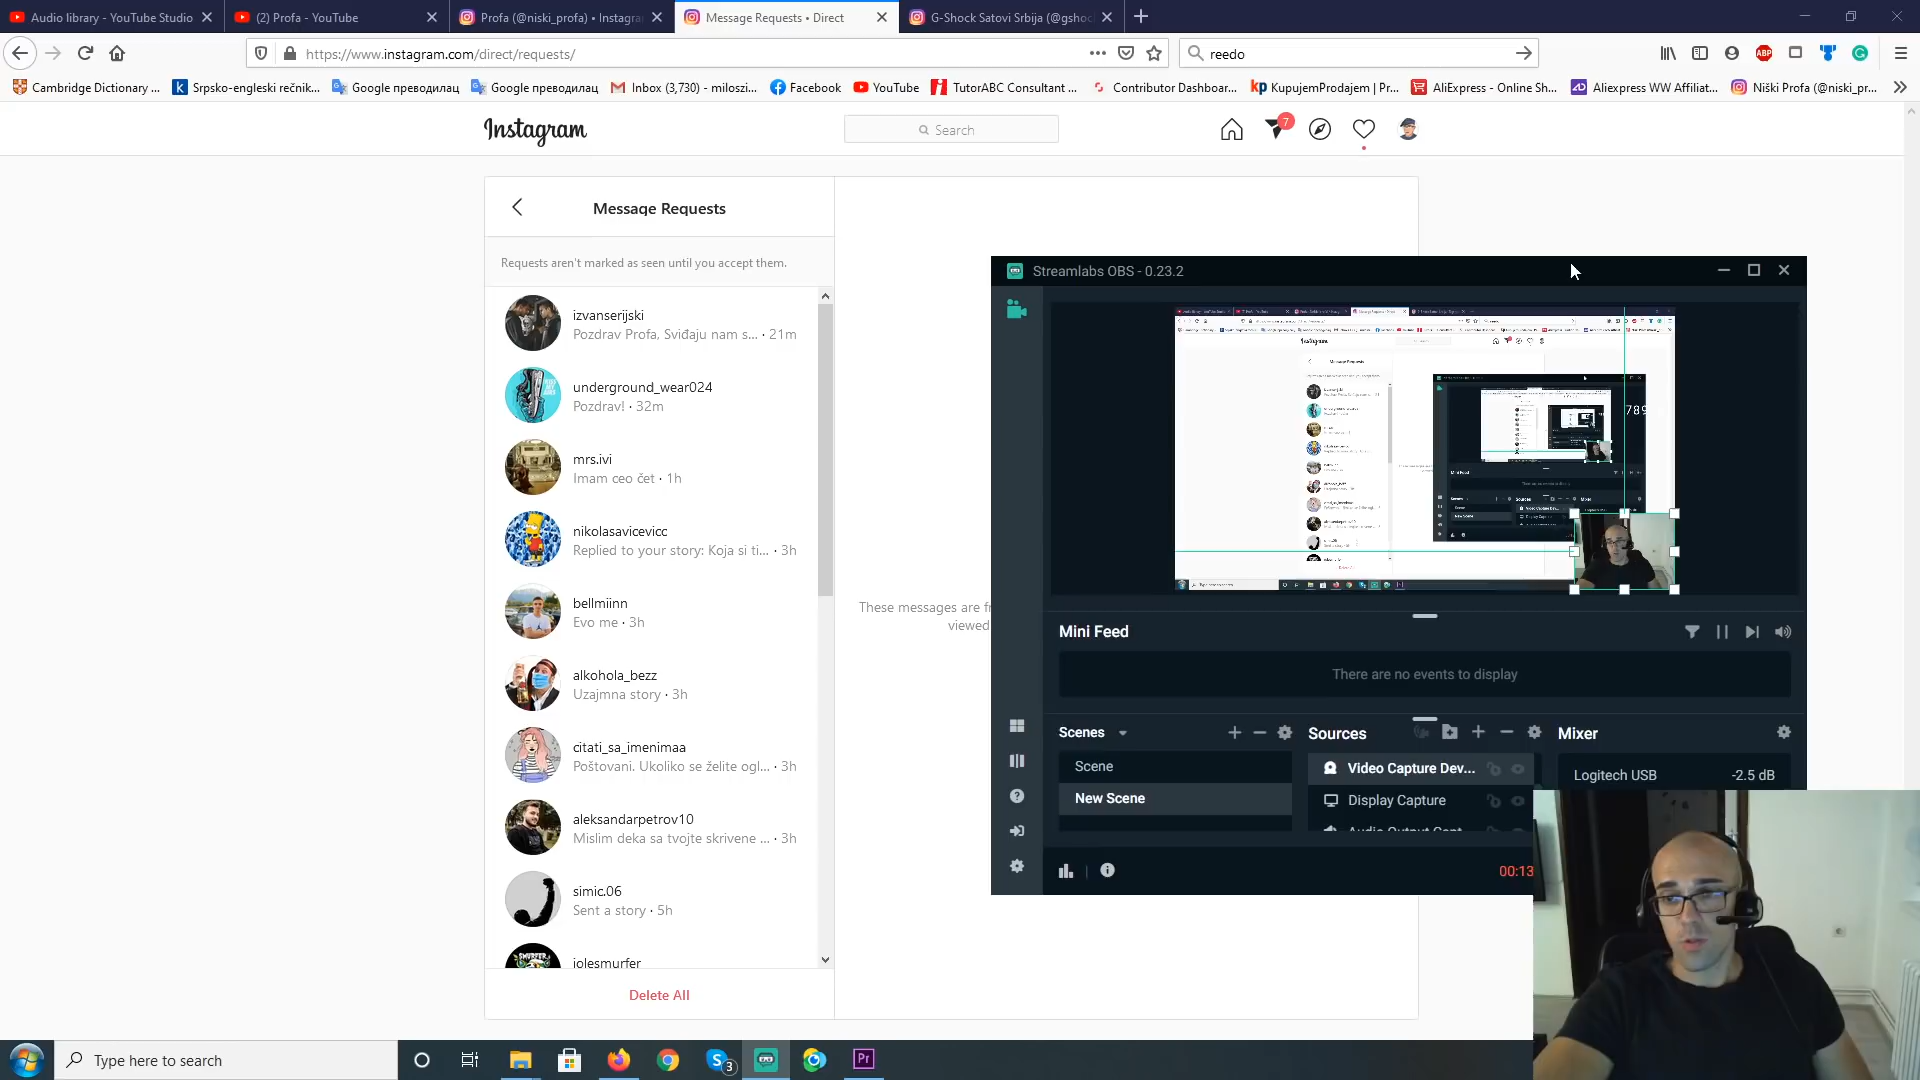 Audio library - YouTube Studio
(2) Profa - YouTube
Profa (@niski_profa) • Instagra
Message Requests • Direct
G-Shock Satovi Srbija (@gshoc
https://www.instagram.com/direct/requests/
reedo
Cambridge Dictionary ...
Srpsko-engleski rečnik...
Google преводилац
Google преводилац
Inbox (3,730) - miloszi...
Facebook
YouTube
TutorABC Consultant ...
Contributor Dashboar...
KupujemProdajem | Pr...
AliExpress - Online Sh...
Aliexpress WW Affiliat...
Niški Profa (@niski_pr...
Instagram
Search
7
Message Requests
Requests aren't marked as seen until you accept them.
izvanserijski
Pozdrav Profa, Sviđaju nam s... • 21m
underground_wear024
Pozdrav! • 32m
mrs.ivi
Imam ceo čet • 1h
nikolasavicevicc
Replied to your story: Koja si ti... • 3h
bellmiinn
Evo me • 3h
alkohola_bezz
Uzajmna story • 3h
citati_sa_imenimaa
Poštovani. Ukoliko se želite ogl... • 3h
aleksandarpetrov10
Mislim deka sa tvojte skrivene ... • 3h
simic.06
Sent a story • 5h
jolesmurfer
Delete All
These messages are fr
viewed
Streamlabs OBS - 0.23.2
Mini Feed
There are no events to display
Scenes
Scene
New Scene
Sources
Video Capture Dev...
Display Capture
Mixer
Logitech USB
-2.5 dB
00:13
Type here to search
3
Pr